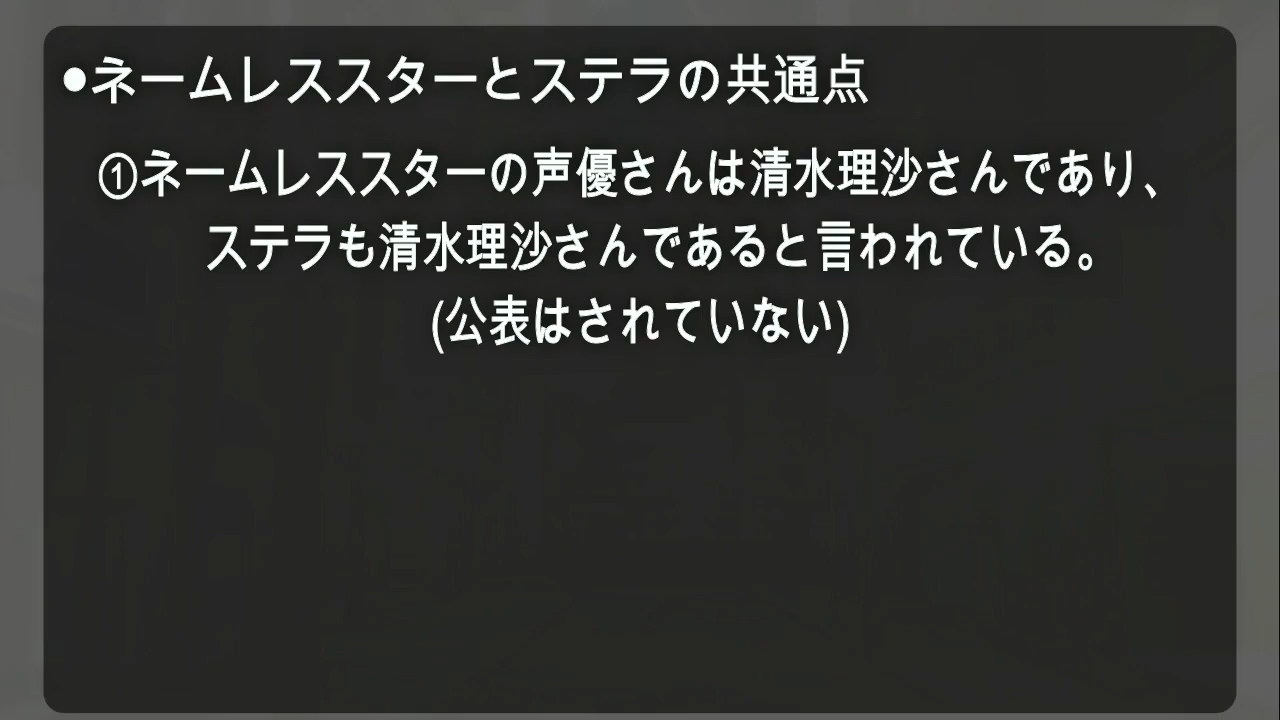 ●ネームレススターとステラの共通点
①ネームレススターの声優さんは清水理沙さんであり、
ステラも清水理沙さんであると言われている。
(公表はされていない)